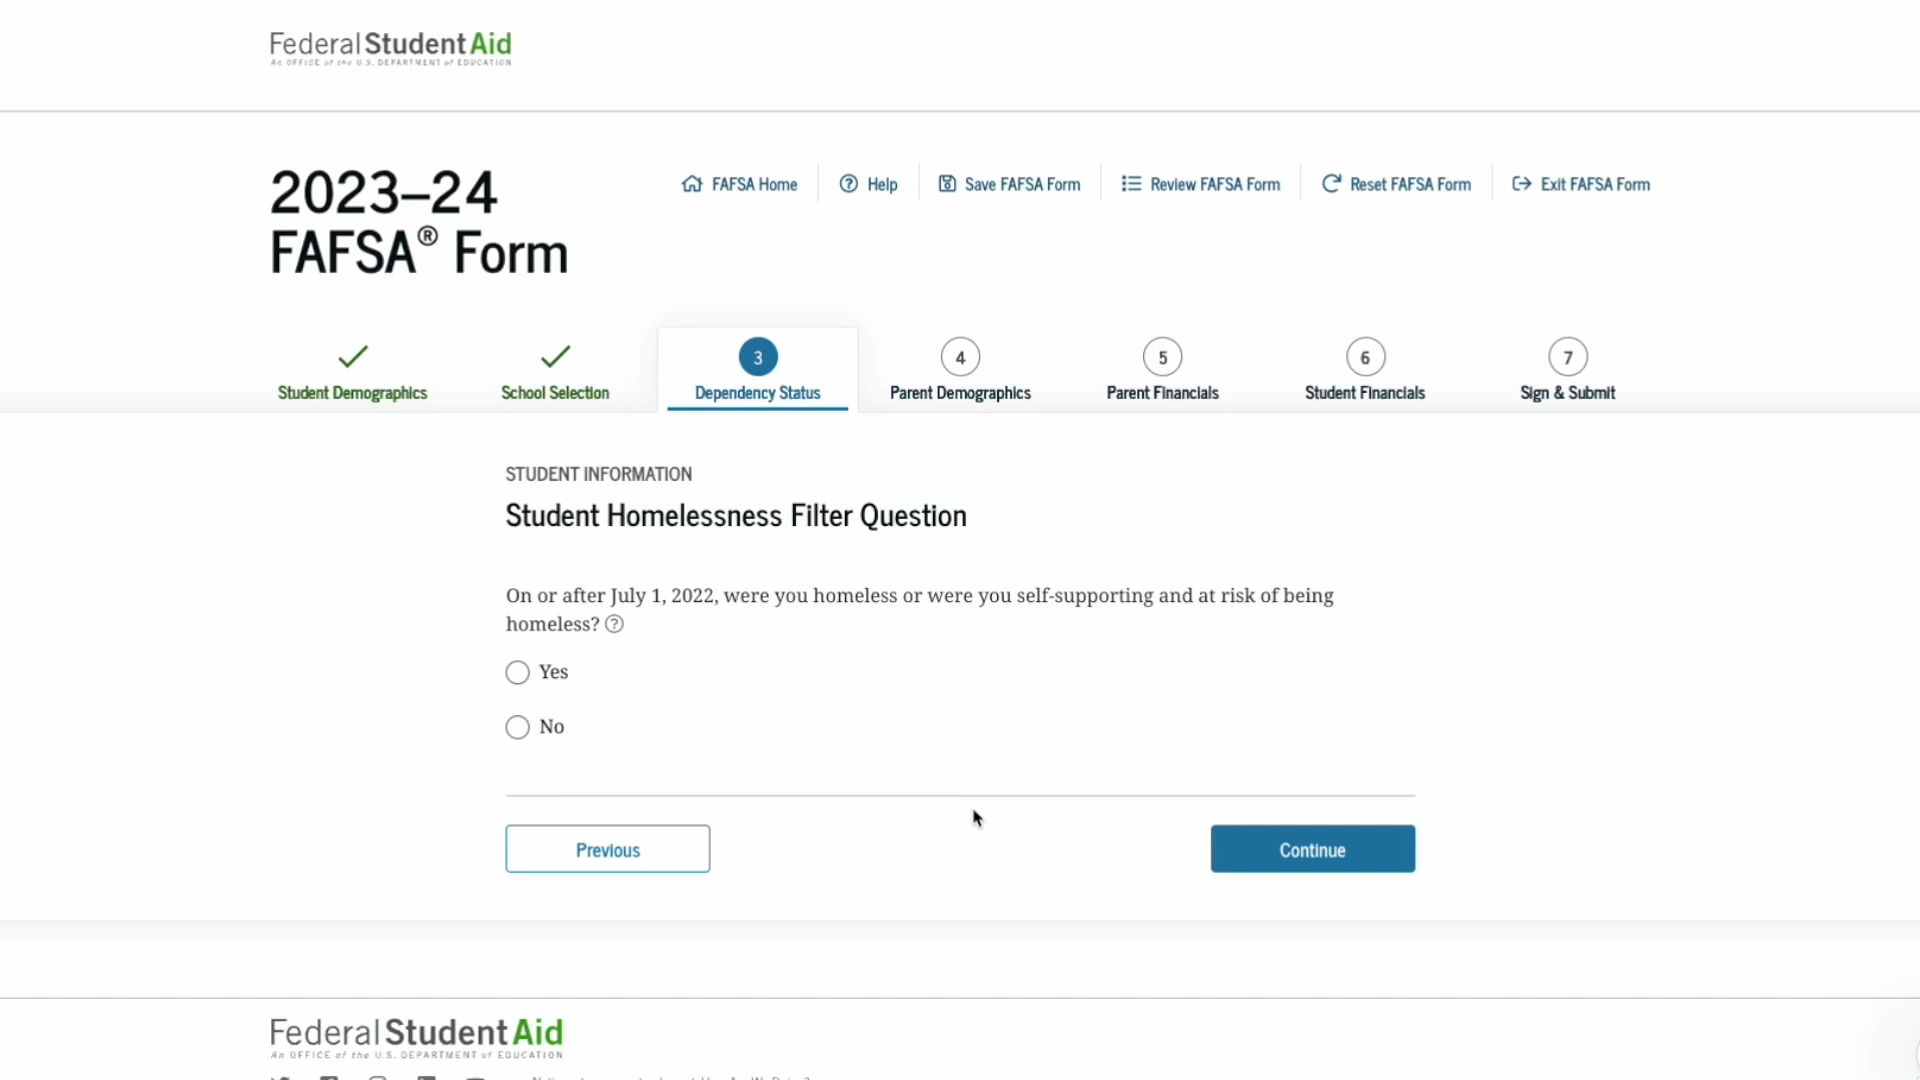 Federal Student Aid
An OFFICE of the U.S. DEPARTMENT of EDUCATION
2023–24
FAFSA® Form
FAFSA Home
Help
Save FAFSA Form
Review FAFSA Form
Reset FAFSA Form
Exit FAFSA Form
Student Demographics
School Selection
3
Dependency Status
4
Parent Demographics
5
Parent Financials
6
Student Financials
7
Sign & Submit
STUDENT INFORMATION
Student Homelessness Filter Question
On or after July 1, 2022, were you homeless or were you self-supporting and at risk of being
homeless?
Yes
No
Previous
Continue
Federal Student Aid
An OFFICE of the U.S. DEPARTMENT of EDUCATION